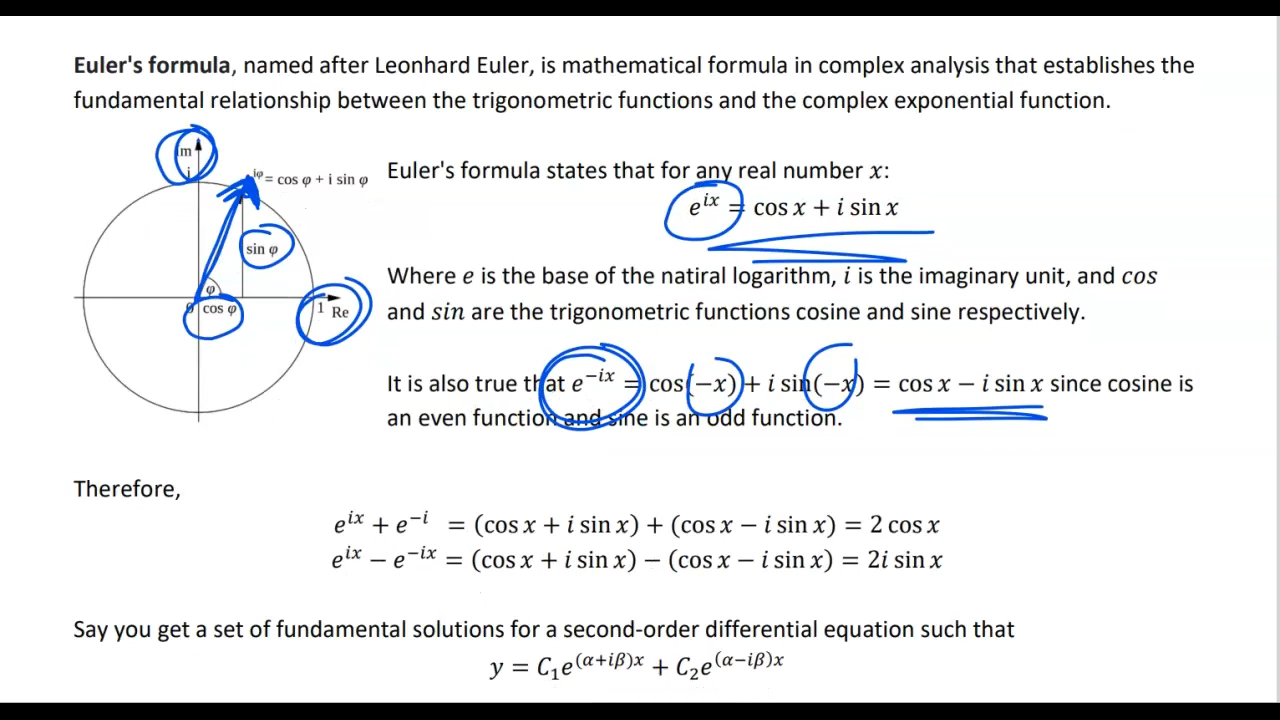 Euler's formula, named after Leonhard Euler, is mathematical formula in complex analysis that establishes the
fundamental relationship between the trigonometric functions and the complex exponential function.
m
i
iφ = cos φ + i sin φ
sin φ
φ
0
cos φ
1 Re
Euler's formula states that for any real number x:
e^{ix} = cos x + i sin x
Where e is the base of the natiral logarithm, i is the imaginary unit, and cos
and sin are the trigonometric functions cosine and sine respectively.
It is also true that e^{−ix} = cos(−x) + i sin(−x) = cos x − i sin x since cosine is
an even function and sine is an odd function.
Therefore,
e^{ix} + e^{−i} = (cos x + i sin x) + (cos x − i sin x) = 2 cos x
e^{ix} − e^{−ix} = (cos x + i sin x) − (cos x − i sin x) = 2i sin x
Say you get a set of fundamental solutions for a second-order differential equation such that
y = C₁e^{(α+iβ)x} + C₂e^{(α−iβ)x}